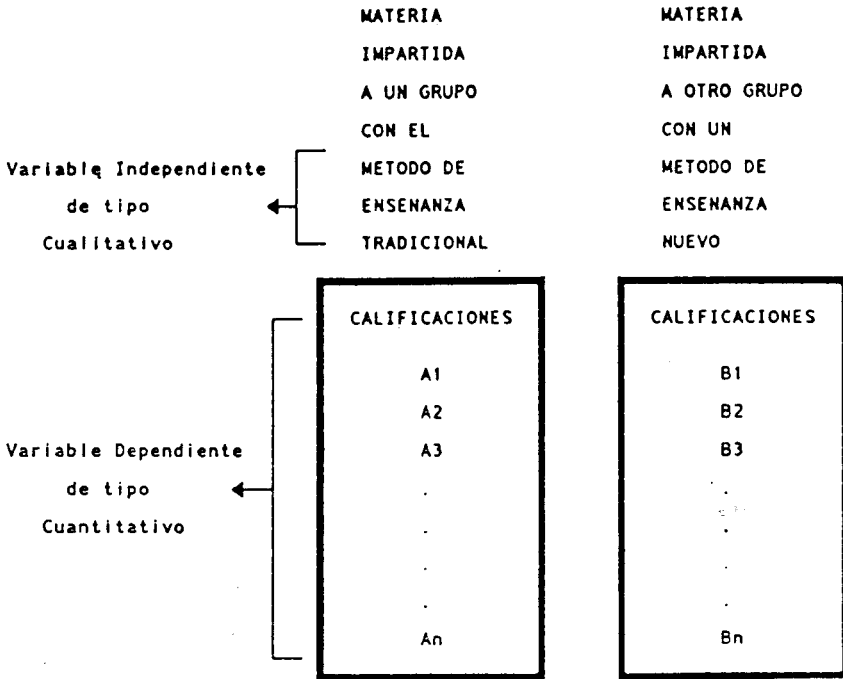 MATERIA
IMPARTIDA
A UN GRUPO
CON EL
METODO DE
ENSENANZA
TRADICIONAL
MATERIA
IMPARTIDA
A OTRO GRUPO
CON UN
METODO DE
ENSENANZA
NUEVO
Variable Independiente
de tipo
Cualitativo
CALIFICACIONES
A1
A2
A3
.
.
.
.
An
CALIFICACIONES
B1
B2
B3
.
.
.
.
Bn
Variable Dependiente
de tipo
Cuantitativo